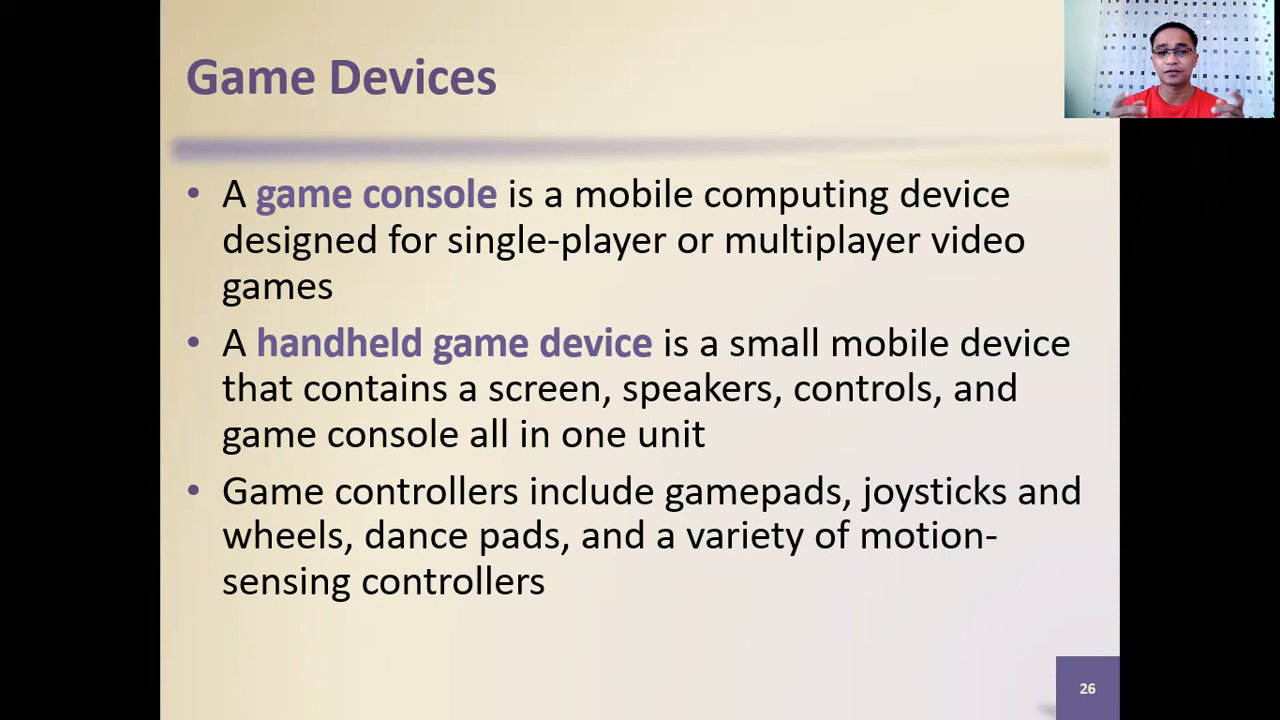 Game Devices
• A game console is a mobile computing device
designed for single-player or multiplayer video
games
• A handheld game device is a small mobile device
that contains a screen, speakers, controls, and
game console all in one unit
• Game controllers include gamepads, joysticks and
wheels, dance pads, and a variety of motion-
sensing controllers
26